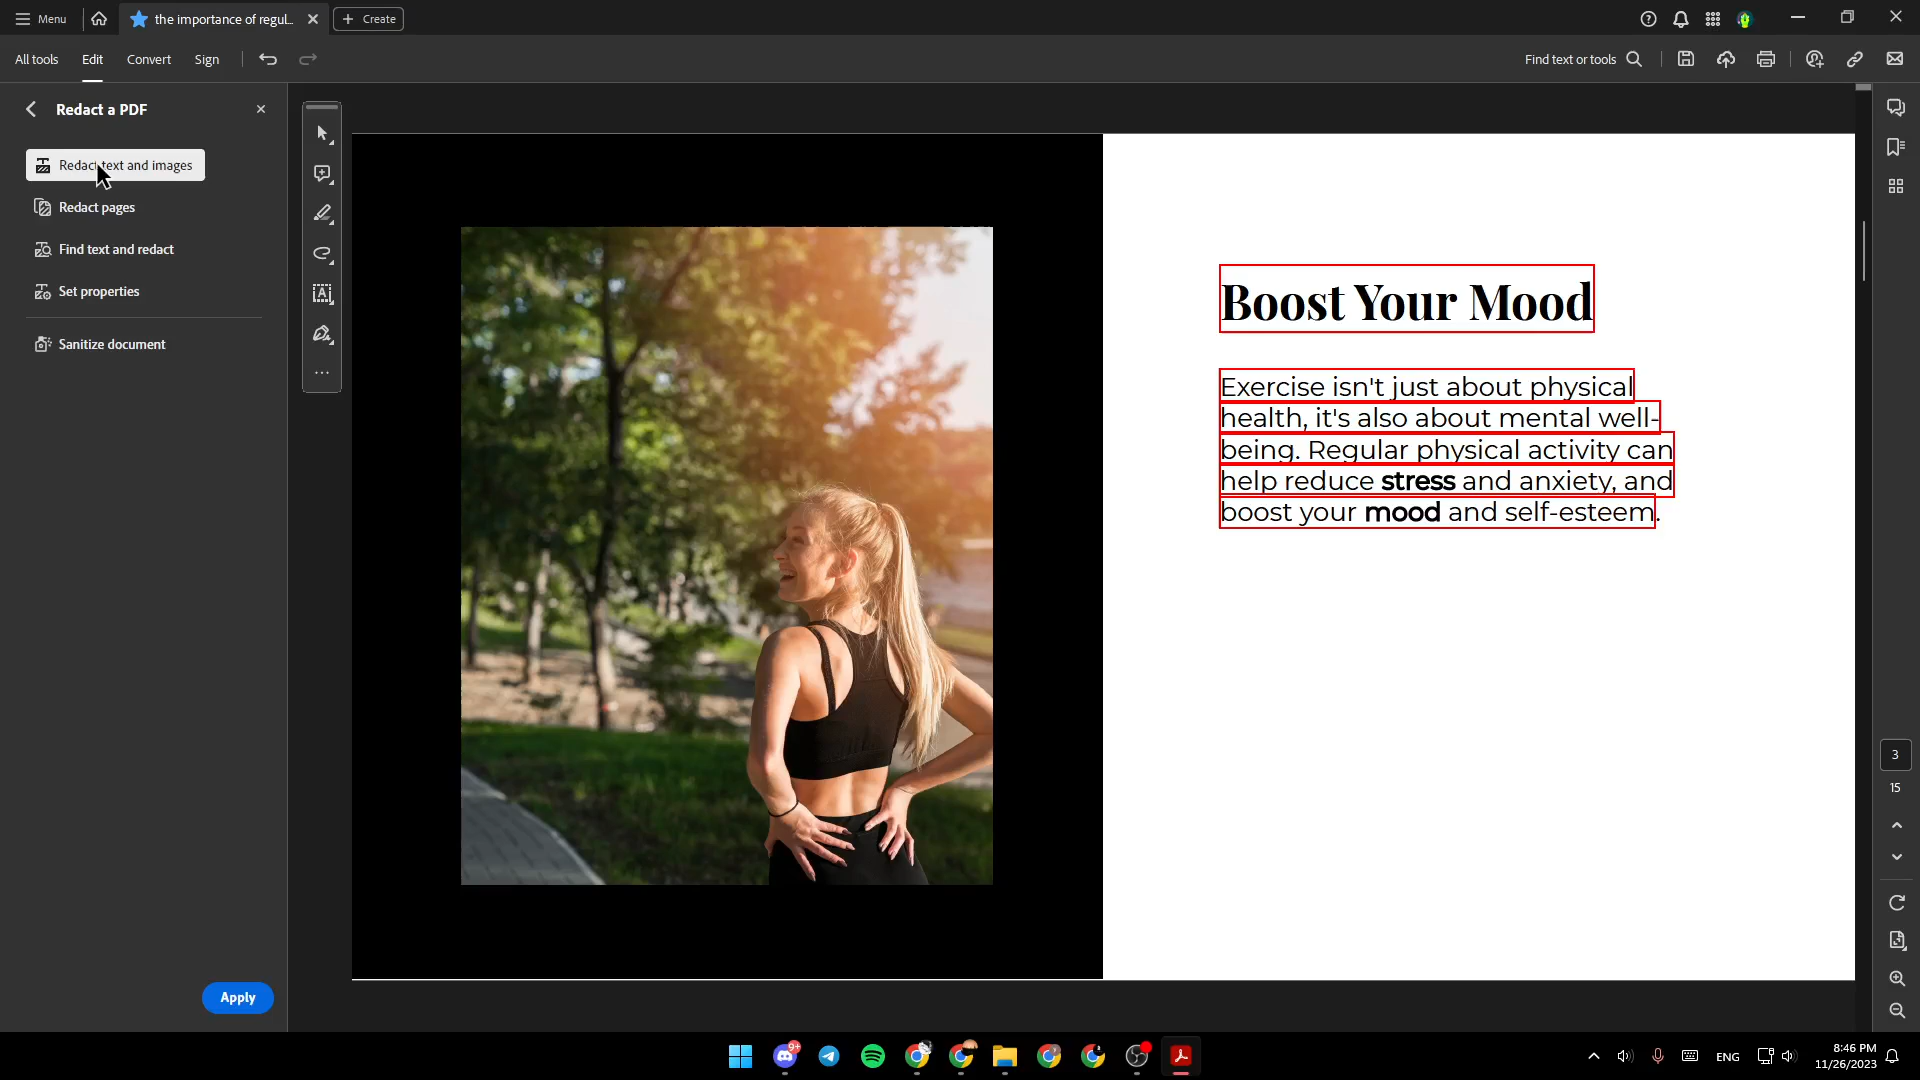 Menu
the importance of regul...
Create
All tools
Edit
Convert
Sign
Find text or tools
Redact a PDF
Redact text and images
Redact pages
Find text and redact
Set properties
Sanitize document
Apply
Boost Your Mood
Exercise isn't just about physical
health, it's also about mental well-
being. Regular physical activity can
help reduce stress and anxiety, and
boost your mood and self-esteem.
3
15
9+
ENG
8:46 PM
11/26/2023